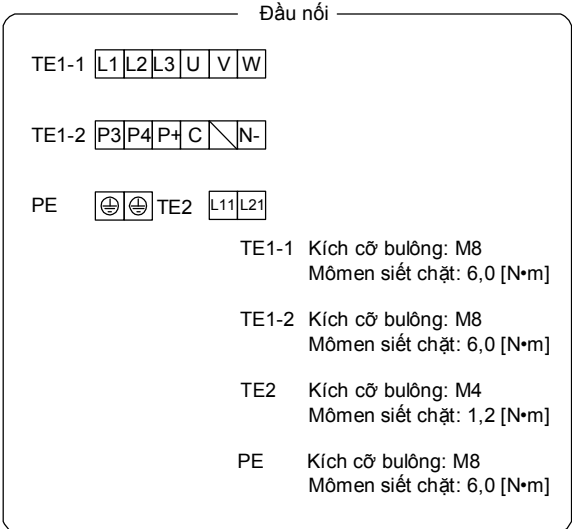 Đầu nối
TE1-1 L1 L2 L3 U V W
TE1-2 P3 P4 P+ C N-
PE TE2 L11 L21
TE1-1 Kích cỡ bulông: M8
Mômen siết chặt: 6,0 [N•m]
TE1-2 Kích cỡ bulông: M8
Mômen siết chặt: 6,0 [N•m]
TE2 Kích cỡ bulông: M4
Mômen siết chặt: 1,2 [N•m]
PE Kích cỡ bulông: M8
Mômen siết chặt: 6,0 [N•m]